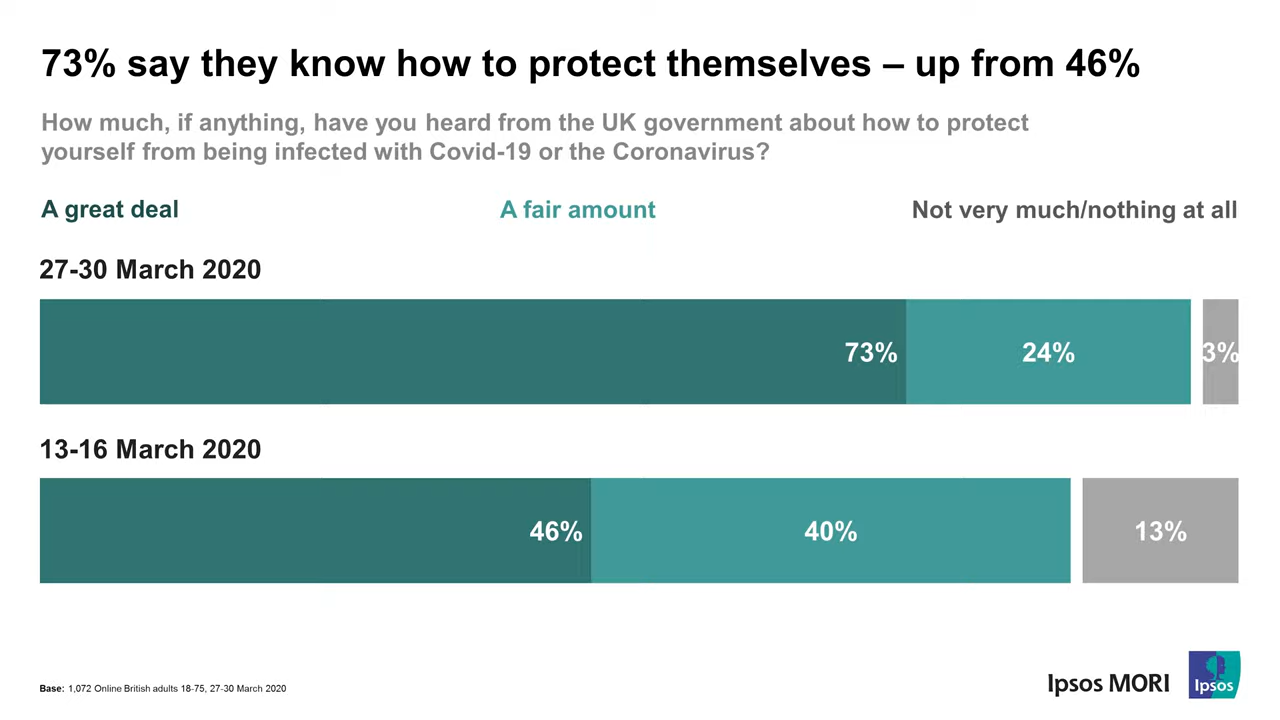 73% say they know how to protect themselves – up from 46%
How much, if anything, have you heard from the UK government about how to protect
yourself from being infected with Covid-19 or the Coronavirus?
A great deal
A fair amount
Not very much/nothing at all
27-30 March 2020
73%
24%
3%
13-16 March 2020
46%
40%
13%
Base: 1,072 Online British adults 18-75, 27-30 March 2020
Ipsos MORI
Ipsos